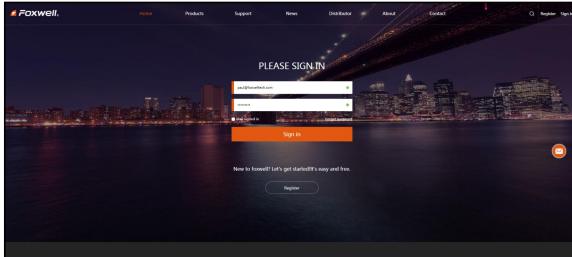 Foxwell.
Home Products Support News Distributor About Contact Register Sign in
PLEASE SIGN IN
paul@foxwelltech.com
••••••••
Stay signed in Forgot password
Sign in
New to foxwell? Let's get started!It's easy and free.
Register